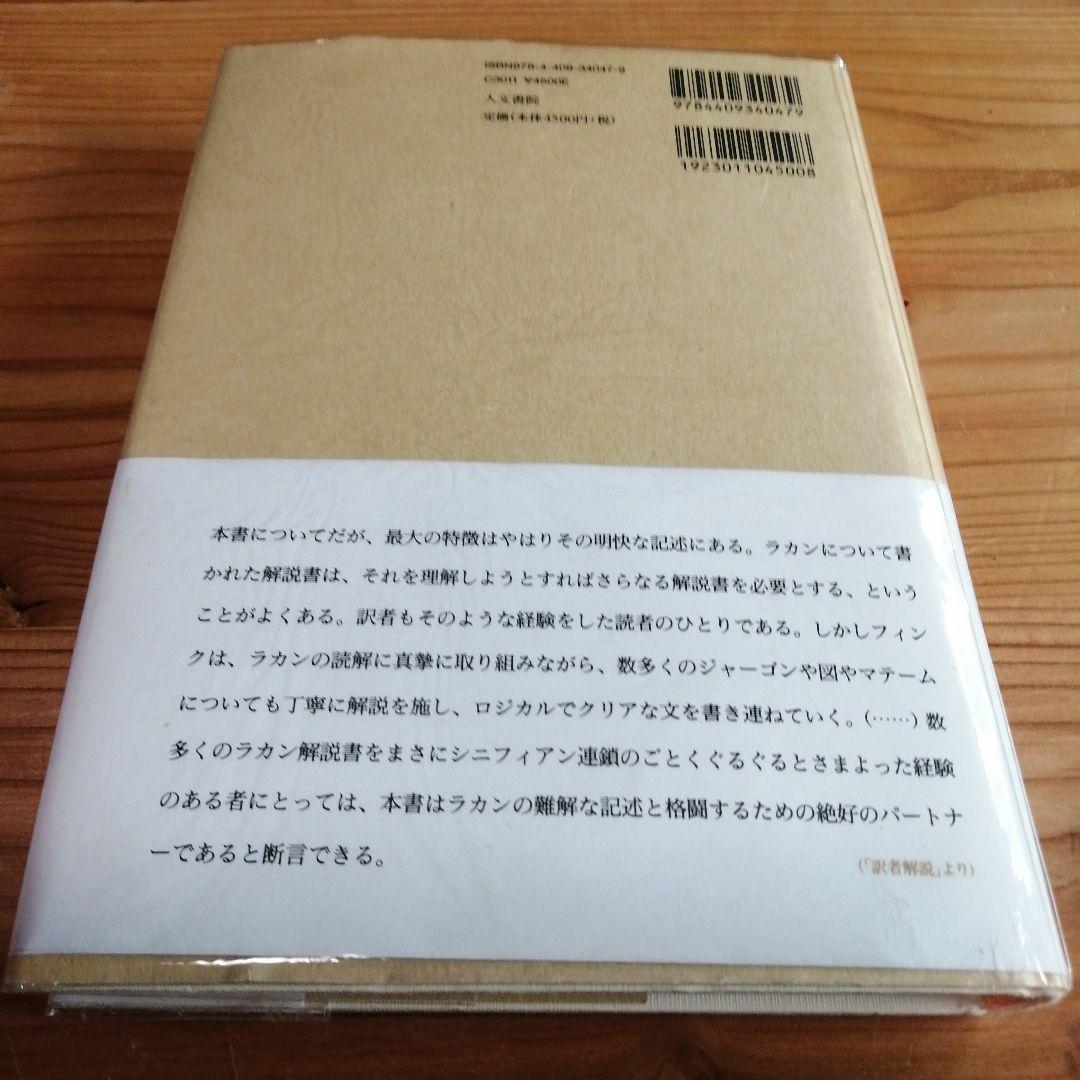 ISBN978-4-409-34047-9
C3011 ¥4500E
人文書院
定価(本体4500円+税)
9784409340479
1923011045008
本書についてだが、最大の特徴はやはりその明快な記述にある。ラカンについて書
かれた解説書は、それを理解しようとすればさらなる解説書を必要とする、という
ことがよくある。訳者もそのような経験をした読者のひとりである。しかしフィン
クは、ラカンの読解に真摯に取り組みながら、数多くのジャーゴンや図やマテーム
についても丁寧に解説を施し、ロジカルでクリアな文を書き連ねていく。(……)数
多くのラカン解説書をまさにシニフィアン連鎖のごとくぐるぐるとさまよった経験
のある者にとっては、本書はラカンの難解な記述と格闘するための絶好のパートナ
ーであると断言できる。
(「訳者解説」より)